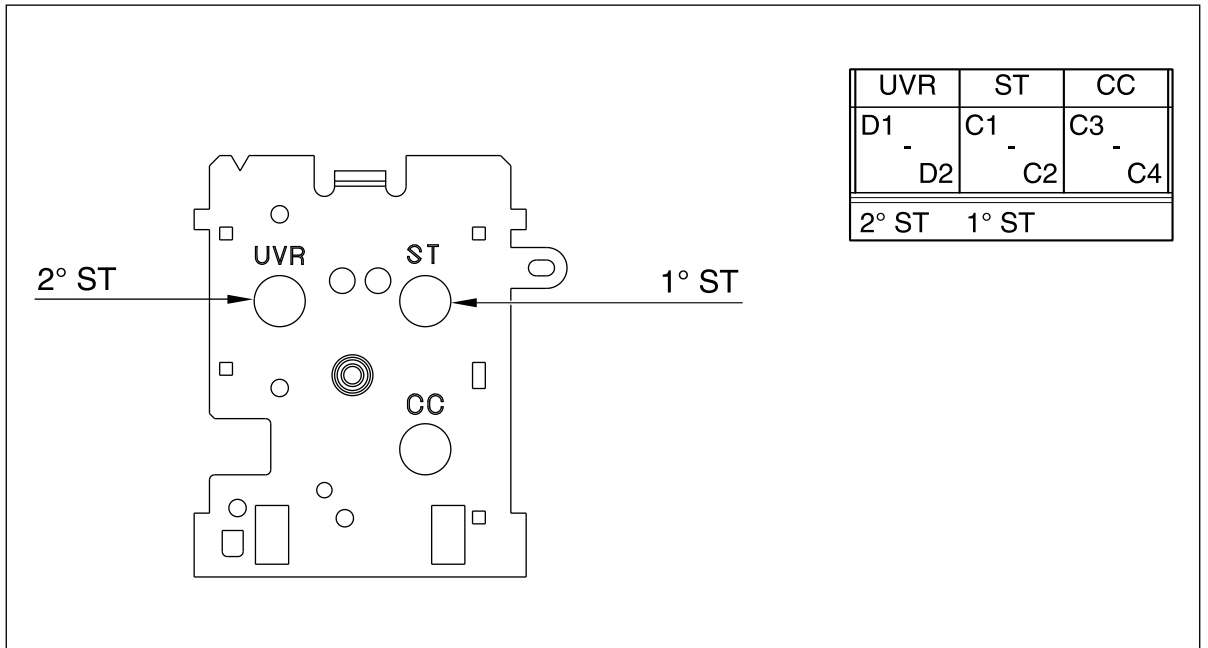 UVR ST CC
D1 - D2 C1 - C2 C3 - C4
2° ST 1° ST
UVR ST
2° ST 1° ST
CC